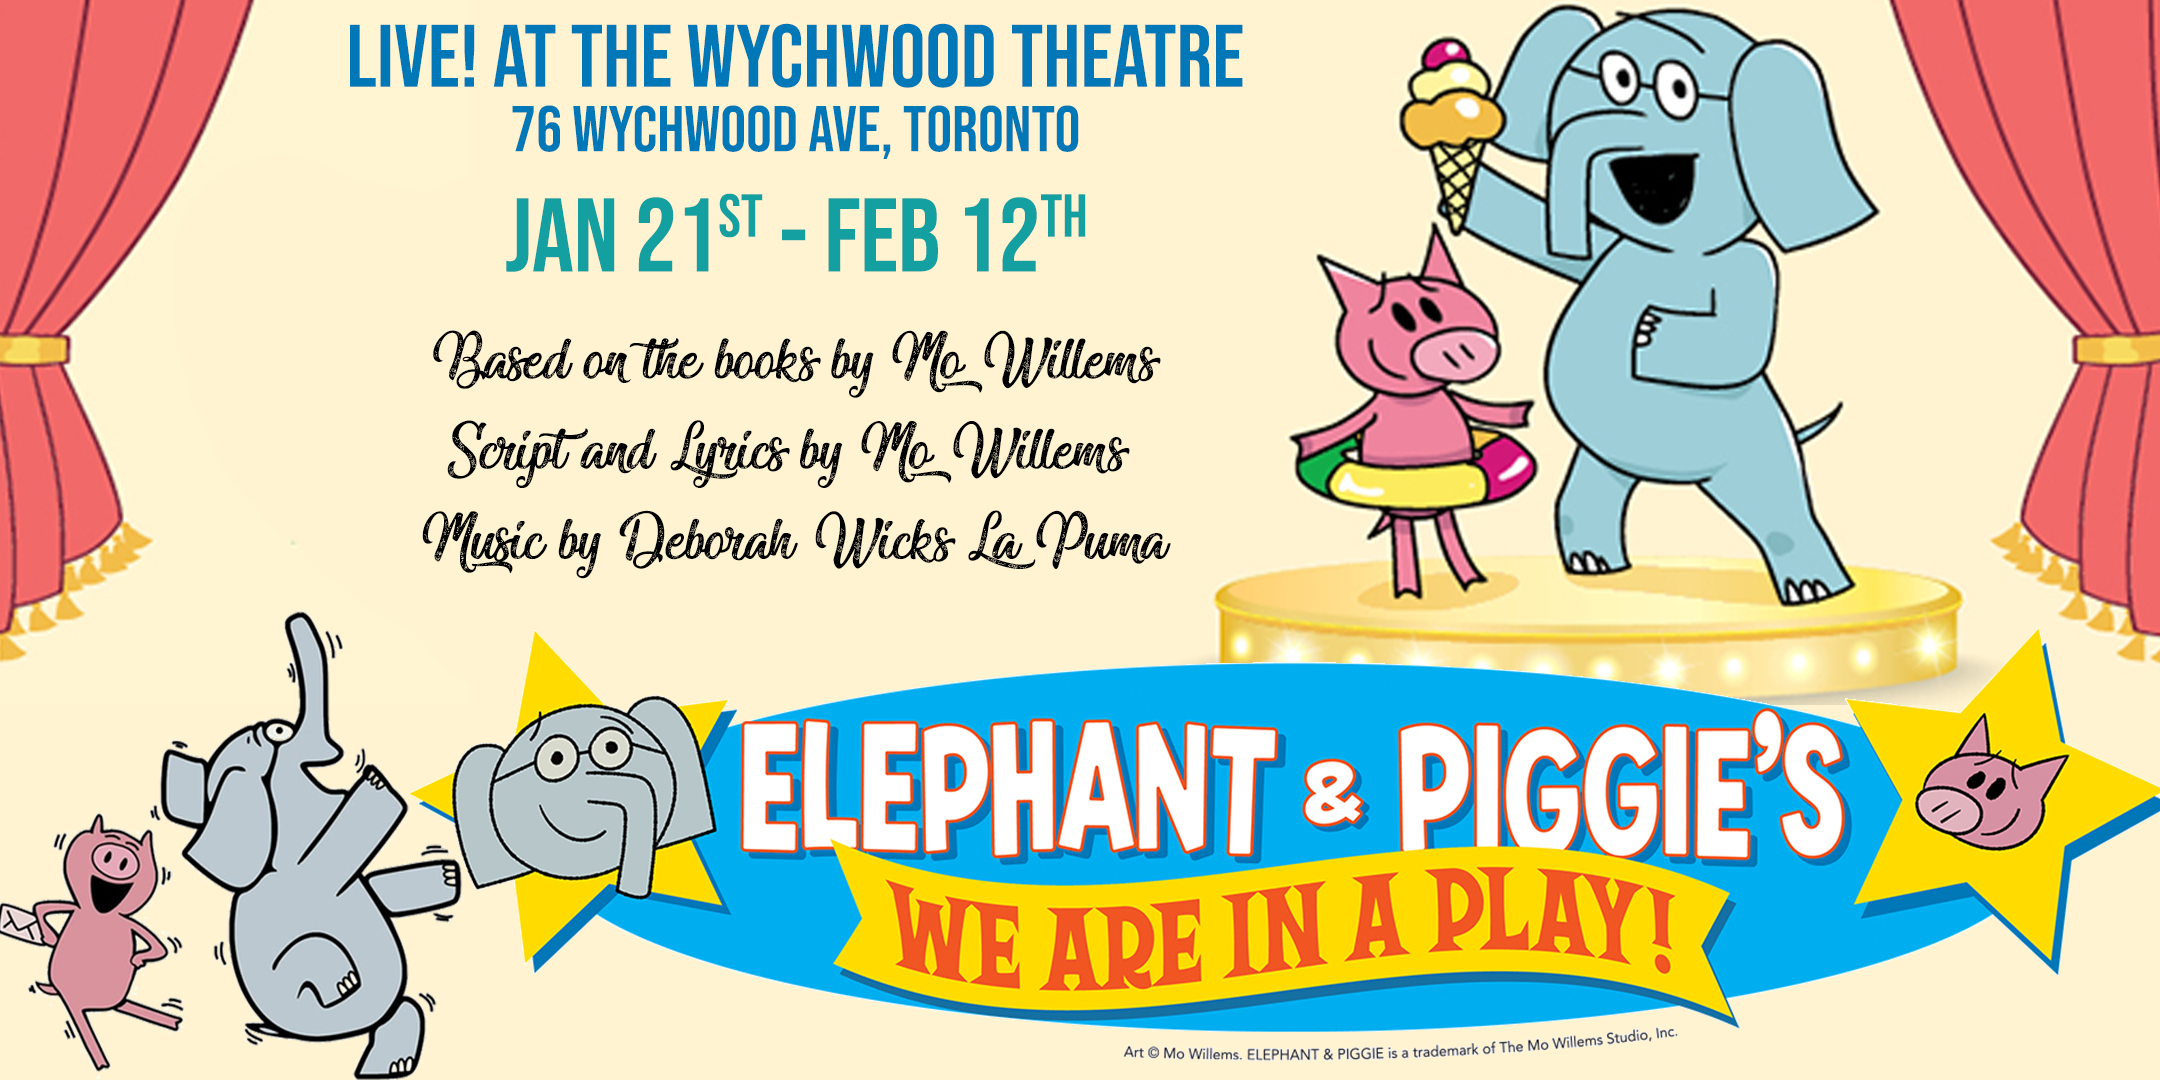 LIVE! AT THE WYCHWOOD THEATRE
76 WYCHWOOD AVE, TORONTO
JAN 21ST - FEB 12TH
Based on the books by Mo Willems
Script and Lyrics by Mo Willems
Music by Deborah Wicks La Puma
ELEPHANT & PIGGIE'S
WE ARE IN A PLAY!
Art © Mo Willems. ELEPHANT & PIGGIE is a trademark of The Mo Willems Studio, Inc.